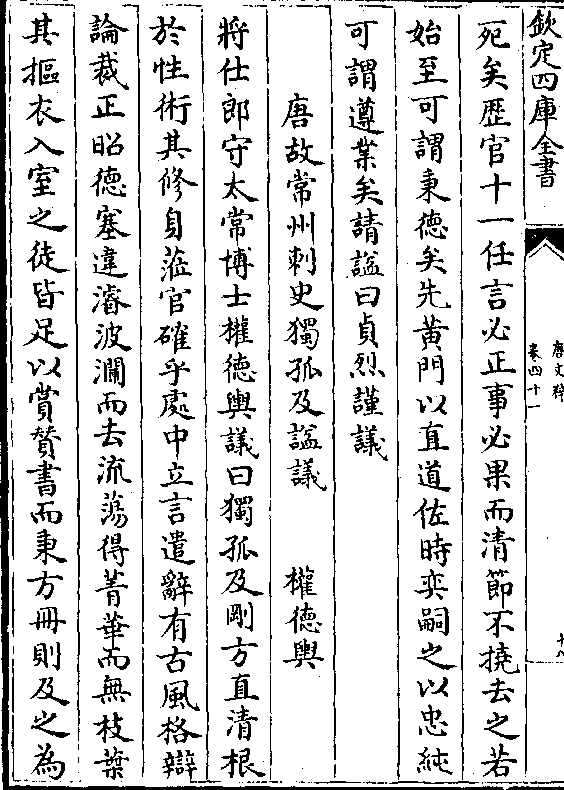 欽定四庫全書
唐文粹
卷四十一
十八
死矣歴官十一任言必正事必果而清節不撓去之若
始至可謂秉德矣先黃門以直道佐時奕嗣之以忠純
可謂遵業矣請諡曰貞烈謹議
唐故常州刺史獨孤及諡議 權德輿
將仕郎守太常博士權德輿議曰獨孤及剛方直清根
於性術其修身涖官確乎處中立言遣辭有古風格辯
論裁正昭德塞違濬波瀾而去流蕩得菁華而無枝葉
其摳衣入室之徒皆足以賞賛書而秉方冊則及之為